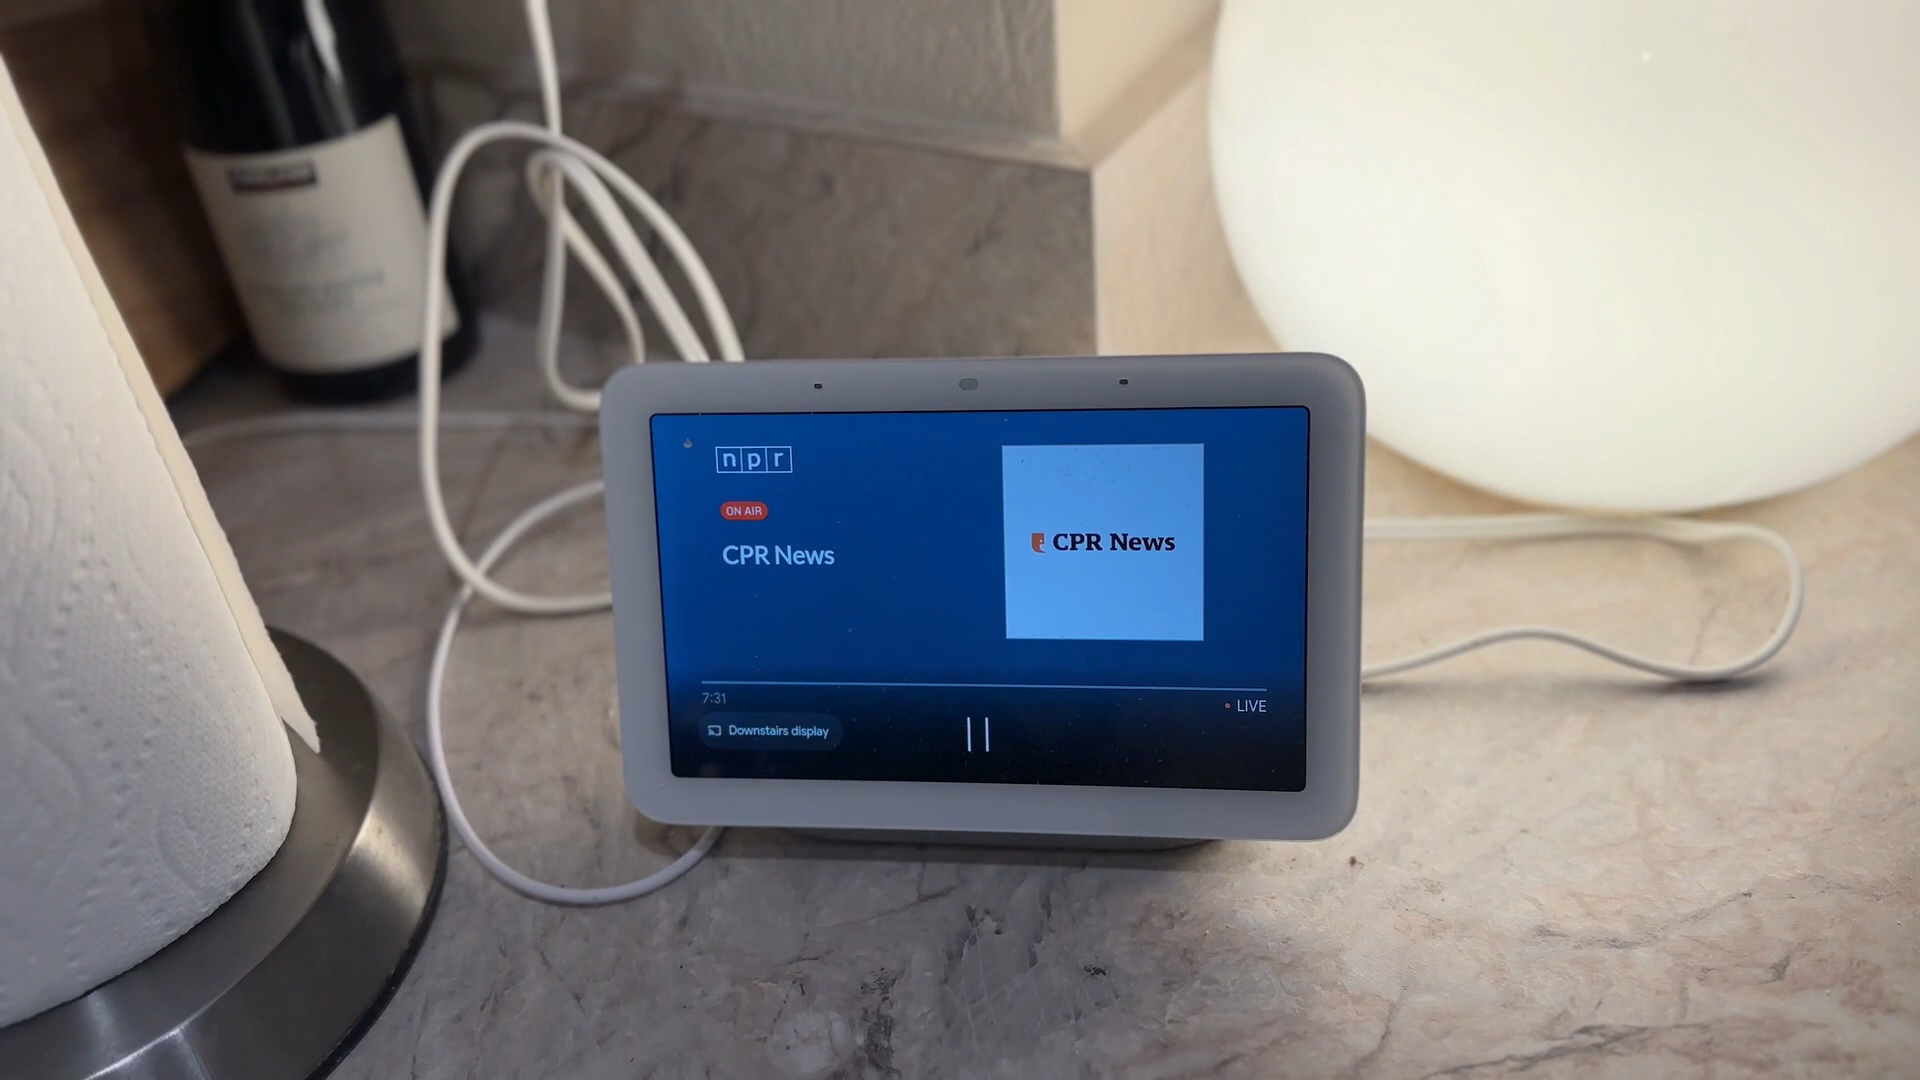 npr
ON AIR
CPR News
CPR News
7:31
LIVE
Downstairs display